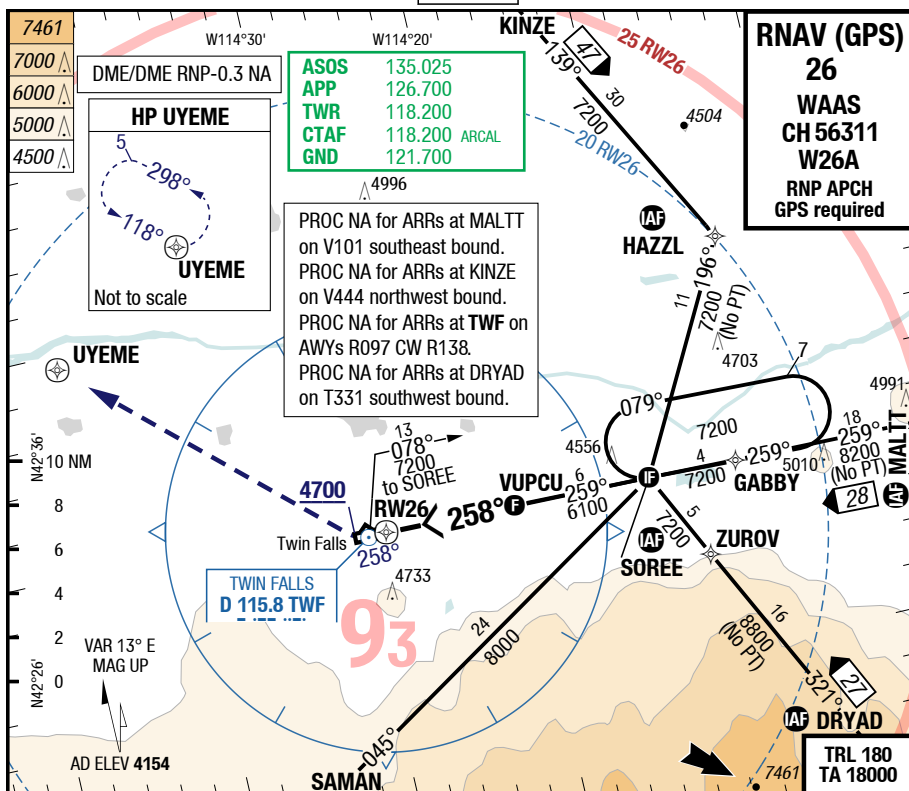 7461
7000
6000
5000
4500
W114°30'
W114°20'
DME/DME RNP-0.3 NA
HP UYEME
5
298°
118°
UYEME
Not to scale
ASOS 135.025
APP 126.700
TWR 118.200
CTAF 118.200 ARCAL
GND 121.700
4996
PROC NA for ARRs at MALTT
on V101 southeast bound.
PROC NA for ARRs at KINZE
on V444 northwest bound.
PROC NA for ARRs at TWF on
AWYs R097 CW R138.
PROC NA for ARRs at DRYAD
on T331 southwest bound.
KINZE
139°
47
30
7200
25 RW26
20 RW26
4504
RNAV (GPS)
26
WAAS
CH 56311
W26A
RNP APCH
GPS required
IAF
HAZZL
196°
11
7200
(No PT)
4703
7
4991
UYEME
079°
7200
18
259°
8200
(No PT)
MALTT
IAF
28
5010
259°
4
7200
GABBY
4556
IF
N42°36'
10 NM
8
6
4
2
0
N42°26'
13
078°
7200
to SOREE
4700
RW26
Twin Falls
258°
258°
VUPCU
F
6
259°
6100
IAF
SOREE
5
7200
ZUROV
TWIN FALLS
D 115.8 TWF
4733
93
24
8000
16
8800
(No PT)
27
321°
IAF
DRYAD
VAR 13° E
MAG UP
AD ELEV 4154
045°
SAMAN
7461
TRL 180
TA 18000